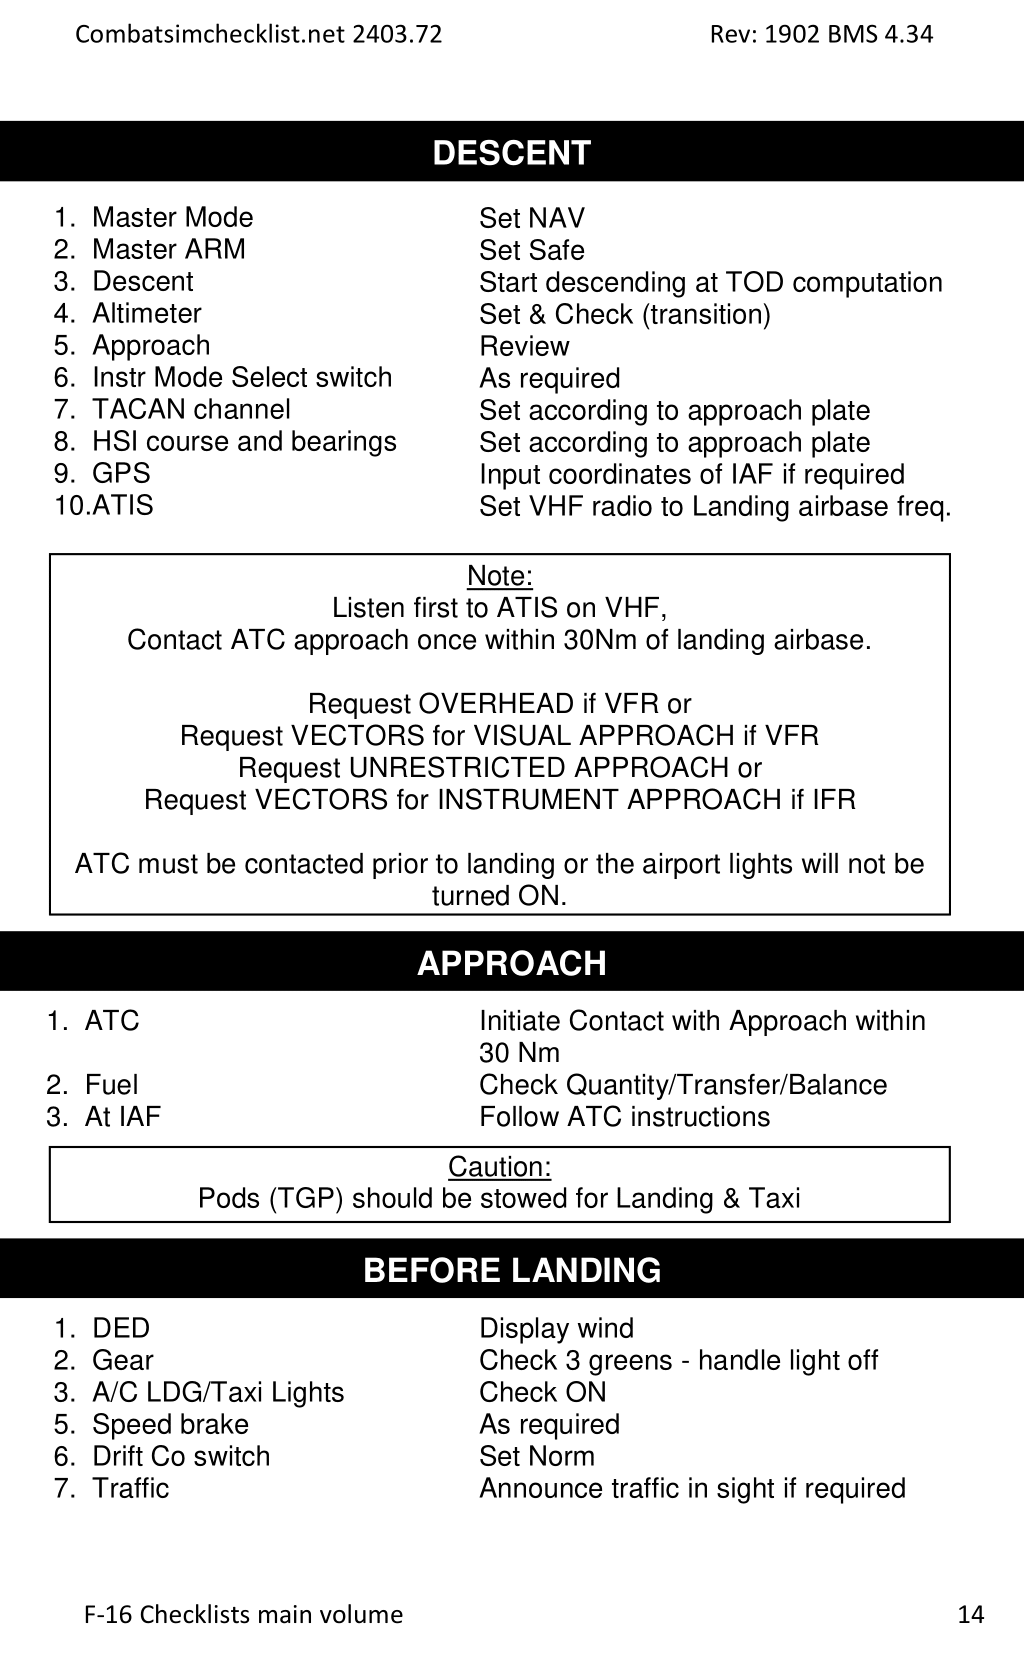 Combatsimchecklist.net 2403.72 Rev: 1902 BMS 4.34
DESCENT
1. Master Mode Set NAV
2. Master ARM Set Safe
3. Descent Start descending at TOD computation
4. Altimeter Set & Check (transition)
5. Approach Review
6. Instr Mode Select switch As required
7. TACAN channel Set according to approach plate
8. HSI course and bearings Set according to approach plate
9. GPS Input coordinates of IAF if required
10.ATIS Set VHF radio to Landing airbase freq.
Note:
Listen first to ATIS on VHF,
Contact ATC approach once within 30Nm of landing airbase.
Request OVERHEAD if VFR or
Request VECTORS for VISUAL APPROACH if VFR
Request UNRESTRICTED APPROACH or
Request VECTORS for INSTRUMENT APPROACH if IFR
ATC must be contacted prior to landing or the airport lights will not be
turned ON.
APPROACH
1. ATC Initiate Contact with Approach within
30 Nm
2. Fuel Check Quantity/Transfer/Balance
3. At IAF Follow ATC instructions
Caution:
Pods (TGP) should be stowed for Landing & Taxi
BEFORE LANDING
1. DED Display wind
2. Gear Check 3 greens - handle light off
3. A/C LDG/Taxi Lights Check ON
5. Speed brake As required
6. Drift Co switch Set Norm
7. Traffic Announce traffic in sight if required
F-16 Checklists main volume 14